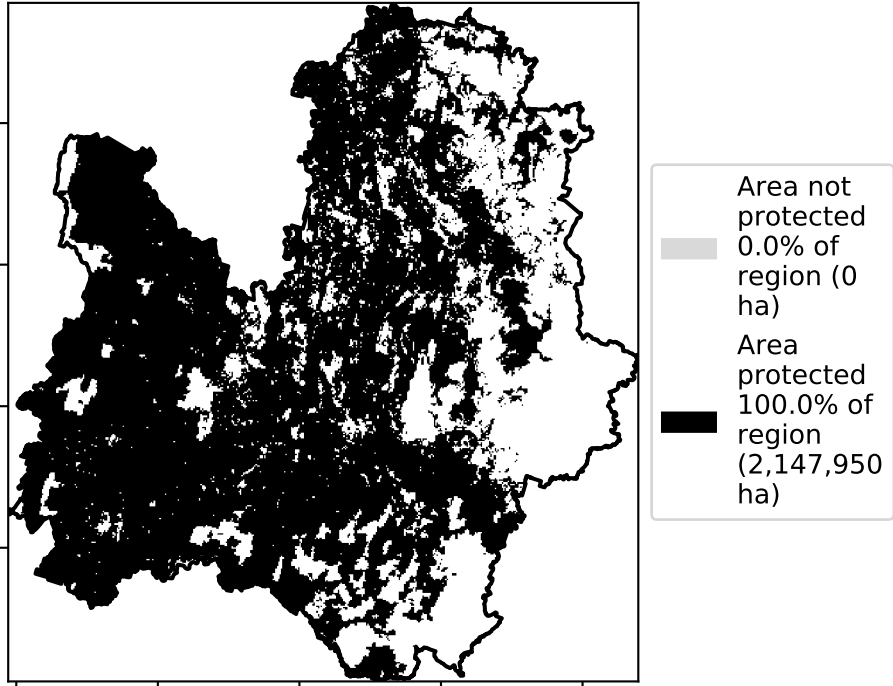 Area not
protected
0.0% of
region (0
ha)
Area
protected
100.0% of
region
(2,147,950
ha)